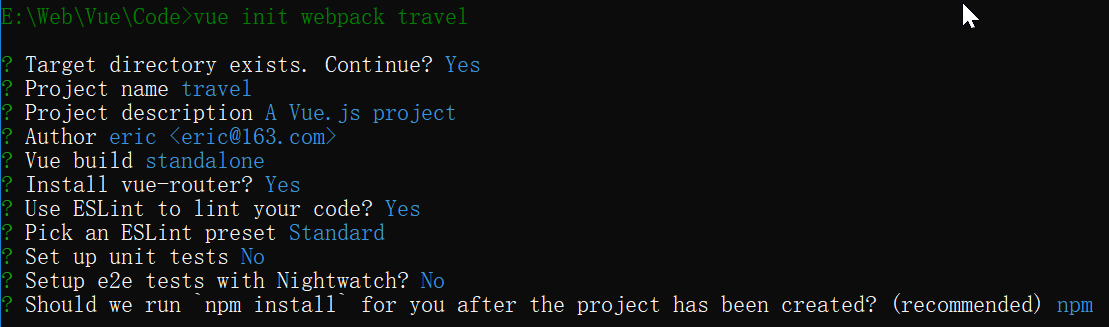 E:\Web\Vue\Code>vue init webpack travel
? Target directory exists. Continue? Yes
? Project name travel
? Project description A Vue.js project
? Author eric <eric@163.com>
? Vue build standalone
? Install vue-router? Yes
? Use ESLint to lint your code? Yes
? Pick an ESLint preset Standard
? Set up unit tests No
? Setup e2e tests with Nightwatch? No
? Should we run `npm install` for you after the project has been created? (recommended) npm